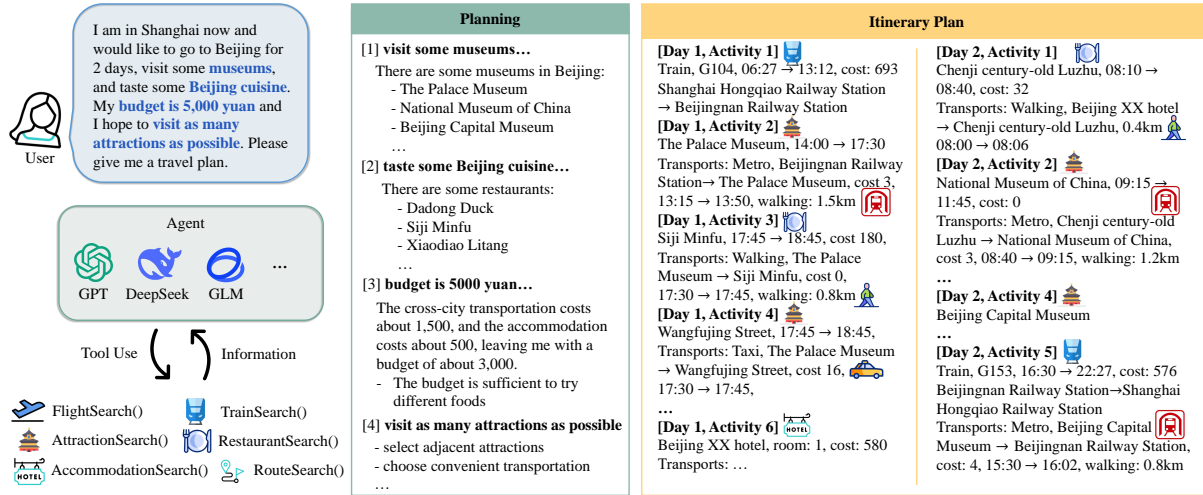 I am in Shanghai now and
would like to go to Beijing for
2 days, visit some museums,
and taste some Beijing cuisine.
My budget is 5,000 yuan and
I hope to visit as many
attractions as possible. Please
give me a travel plan.
User
Agent
GPT
DeepSeek
GLM
...
Tool Use
Information
FlightSearch()
TrainSearch()
AttractionSearch()
RestaurantSearch()
HOTEL
AccommodationSearch()
RouteSearch()
Planning
[1] visit some museums…
There are some museums in Beijing:
- The Palace Museum
- National Museum of China
- Beijing Capital Museum
…
[2] taste some Beijing cuisine…
There are some restaurants:
- Dadong Duck
- Siji Minfu
- Xiaodiao Litang
…
[3] budget is 5000 yuan…
The cross-city transportation costs
about 1,500, and the accommodation
costs about 500, leaving me with a
budget of about 3,000.
- The budget is sufficient to try
different foods
[4] visit as many attractions as possible
- select adjacent attractions
- choose convenient transportation
…
Itinerary Plan
[Day 1, Activity 1]
Train, G104, 06:27 → 13:12, cost: 693
Shanghai Hongqiao Railway Station
→ Beijingnan Railway Station
[Day 1, Activity 2]
The Palace Museum, 14:00 → 17:30
Transports: Metro, Beijingnan Railway
Station→ The Palace Museum, cost 3,
13:15 → 13:50, walking: 1.5km
[Day 1, Activity 3]
Siji Minfu, 17:45 → 18:45, cost 180,
Transports: Walking, The Palace
Museum → Siji Minfu, cost 0,
17:30 → 17:45, walking: 0.8km
[Day 1, Activity 4]
Wangfujing Street, 17:45 → 18:45,
Transports: Taxi, The Palace Museum
→ Wangfujing Street, cost 16,
17:30 → 17:45,
…
[Day 1, Activity 6]
HOTEL
Beijing XX hotel, room: 1, cost: 580
Transports: …
[Day 2, Activity 1]
Chenji century-old Luzhu, 08:10 →
08:40, cost: 32
Transports: Walking, Beijing XX hotel
→ Chenji century-old Luzhu, 0.4km
08:00 → 08:06
[Day 2, Activity 2]
National Museum of China, 09:15 →
11:45, cost: 0
Transports: Metro, Chenji century-old
Luzhu → National Museum of China,
cost 3, 08:40 → 09:15, walking: 1.2km
…
[Day 2, Activity 4]
Beijing Capital Museum
…
[Day 2, Activity 5]
Train, G153, 16:30 → 22:27, cost: 576
Beijingnan Railway Station→Shanghai
Hongqiao Railway Station
Transports: Metro, Beijing Capital
Museum → Beijingnan Railway Station,
cost: 4, 15:30 → 16:02, walking: 0.8km